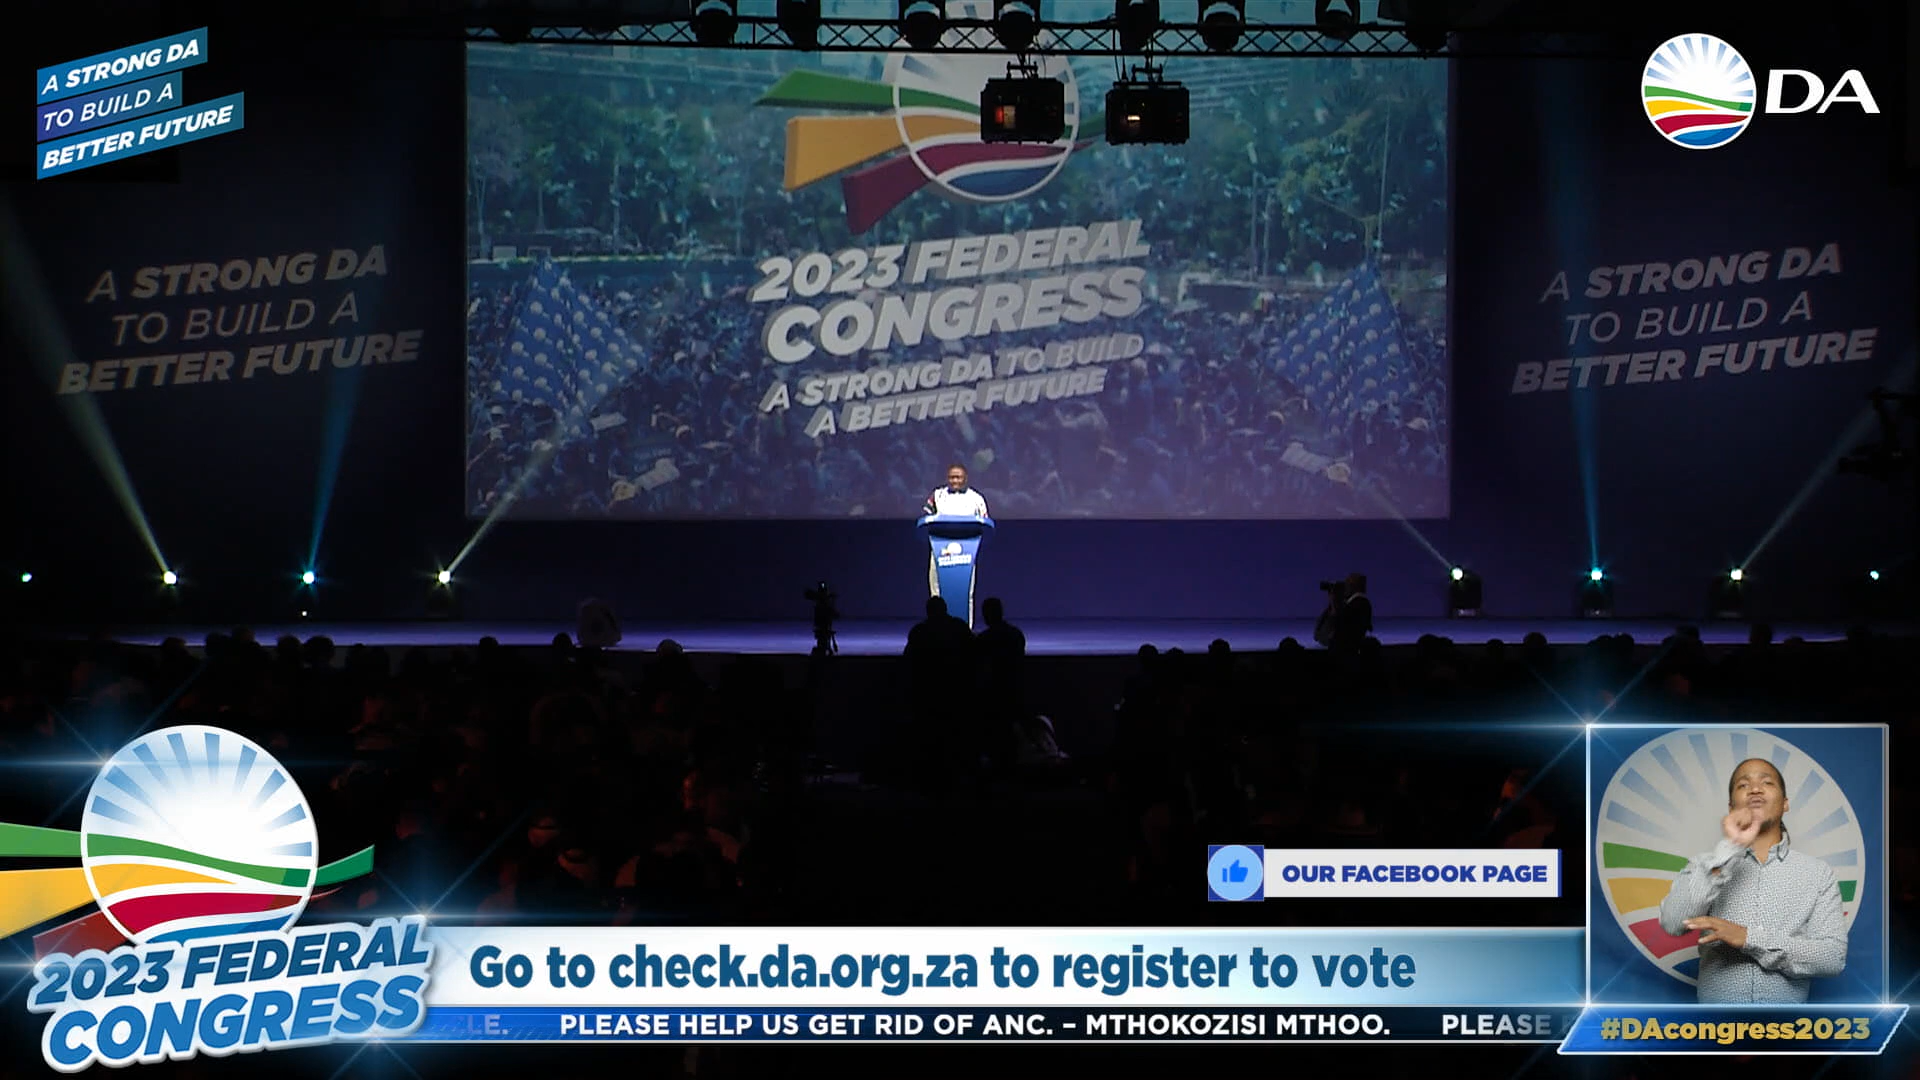 A STRONG DA
TO BUILD A
BETTER FUTURE
DA
A STRONG DA
TO BUILD A
BETTER FUTURE
2023 FEDERAL
CONGRESS
A STRONG DA TO BUILD
A BETTER FUTURE
A STRONG DA
TO BUILD A
BETTER FUTURE
OUR FACEBOOK PAGE
2023 FEDERAL
CONGRESS
Go to check.da.org.za to register to vote
LE. PLEASE HELP US GET RID OF ANC. – MTHOKOZISI MTHOO. PLEASE
#DAcongress2023